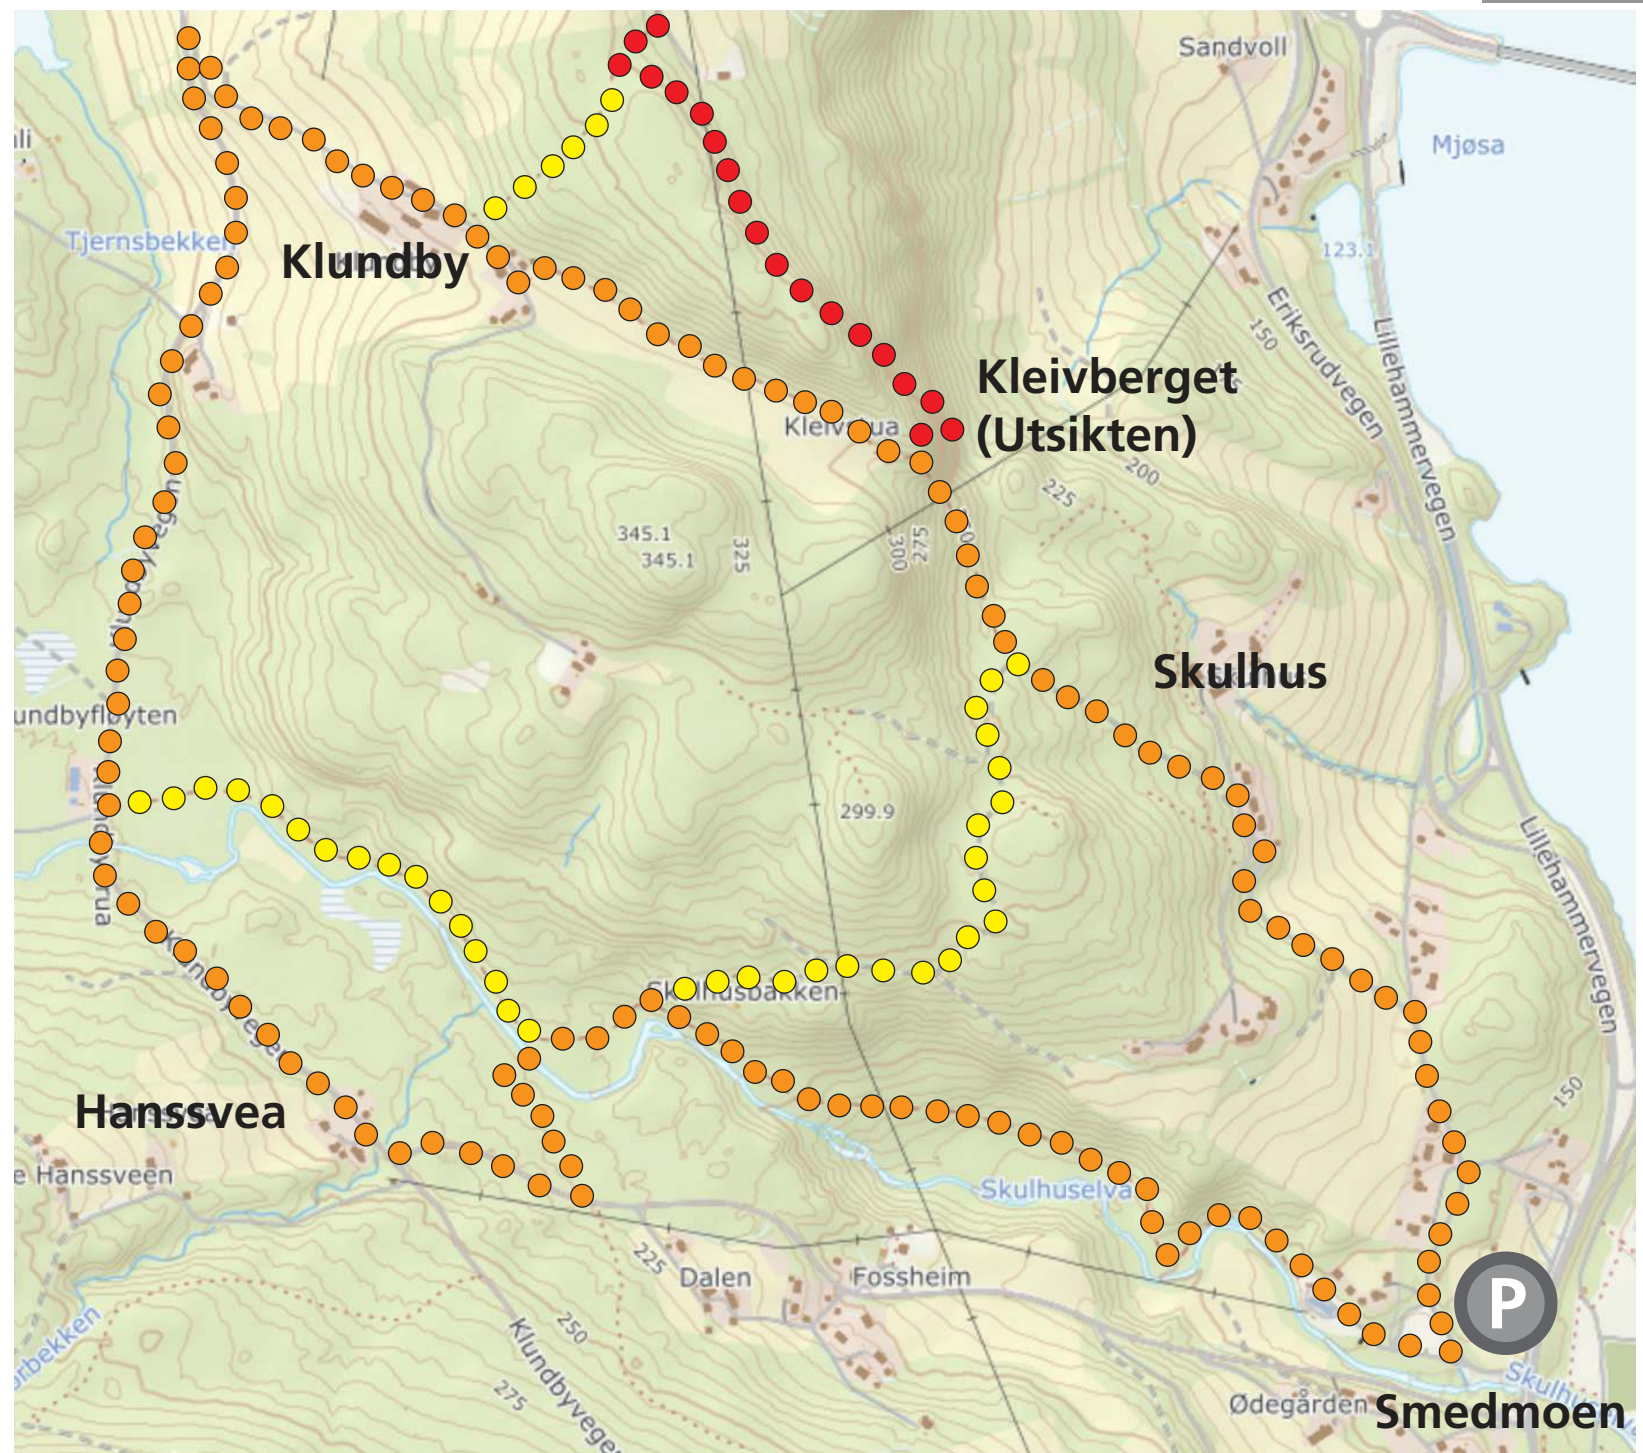 Sandvoll
Mjøsa
Tjernsbekken
123.1
Klundby
Eriksrudvegen
150
Lillehammervegen
Kleivberget
(Utsikten)
200
225
345.1
345.1
325
300
275
Skulhus
299.9
Lillehammervegen
Klundbyvegen
Skulhusbakken
Hanssvea
150
e Hanssveen
Skulhuselva
225
Dalen
Fossheim
P
250
Klundbyvegen
275
Ødegården
Smedmoen